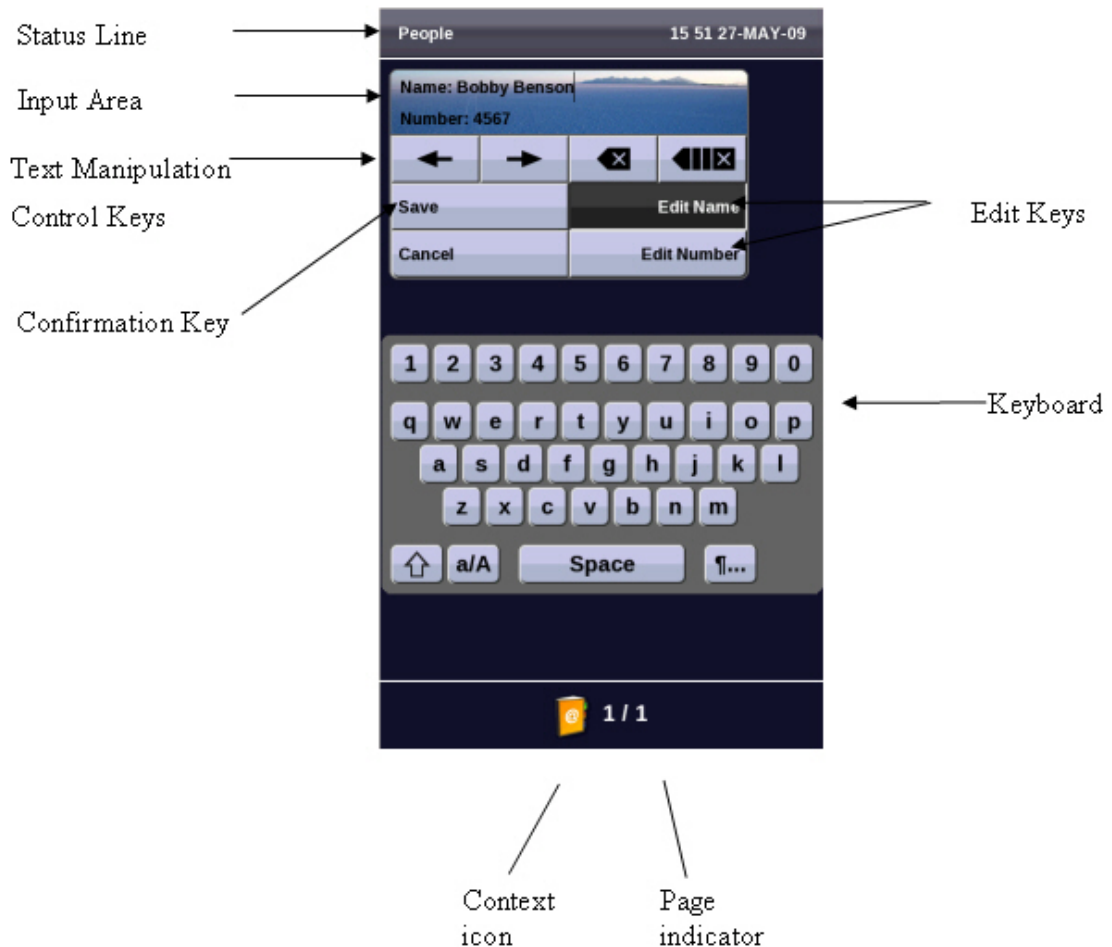 Status Line
People 15 51 27-MAY-09
Input Area
Name: Bobby Benson
Number: 4567
Text Manipulation
Control Keys
Save Edit Name
Edit Keys
Cancel Edit Number
Confirmation Key
1 2 3 4 5 6 7 8 9 0
Keyboard
q w e r t y u i o p
a s d f g h j k l
z x c v b n m
a/A Space ¶...
@ 1 / 1
Context
icon
Page
indicator